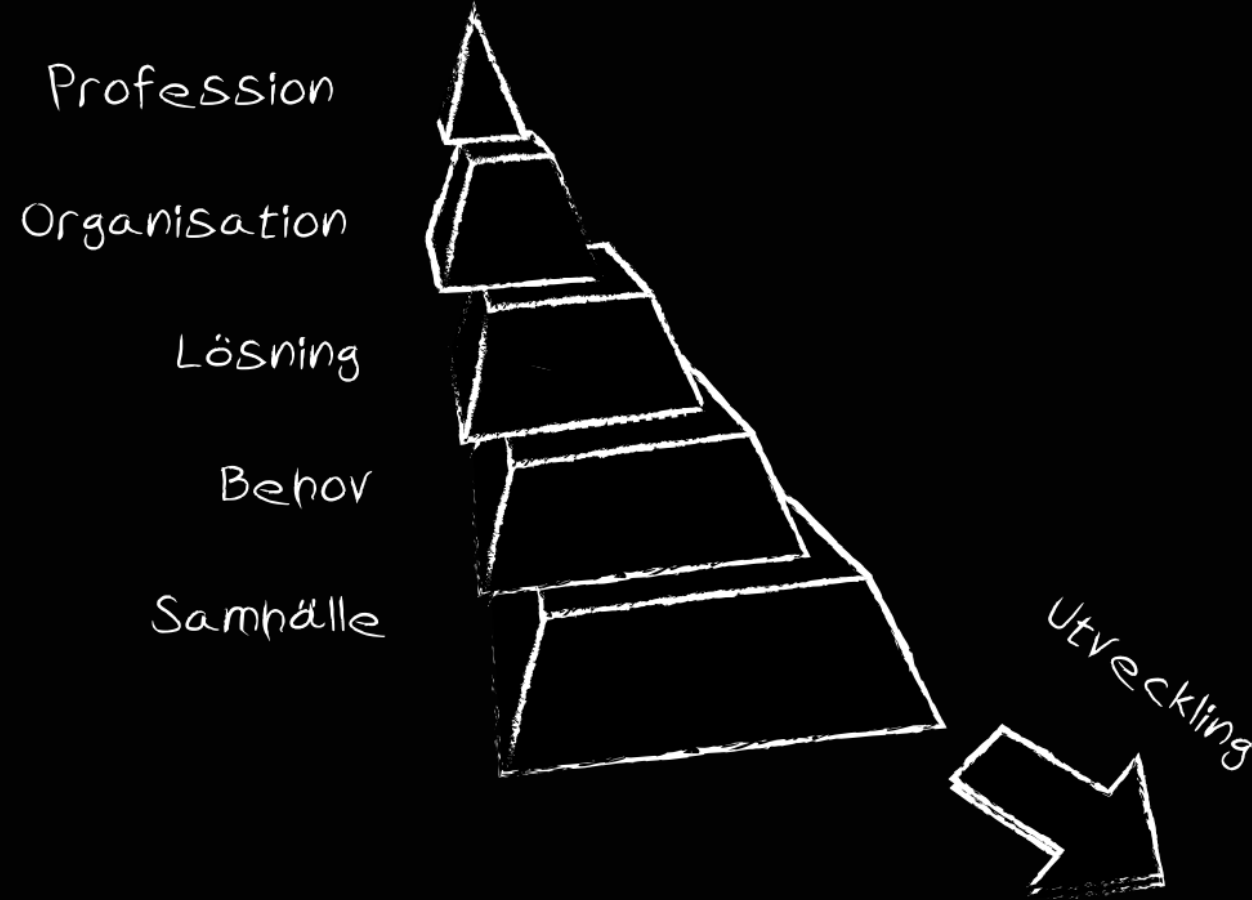 Profession
Organisation
Lösning
Behov
Samhälle
Utveckling